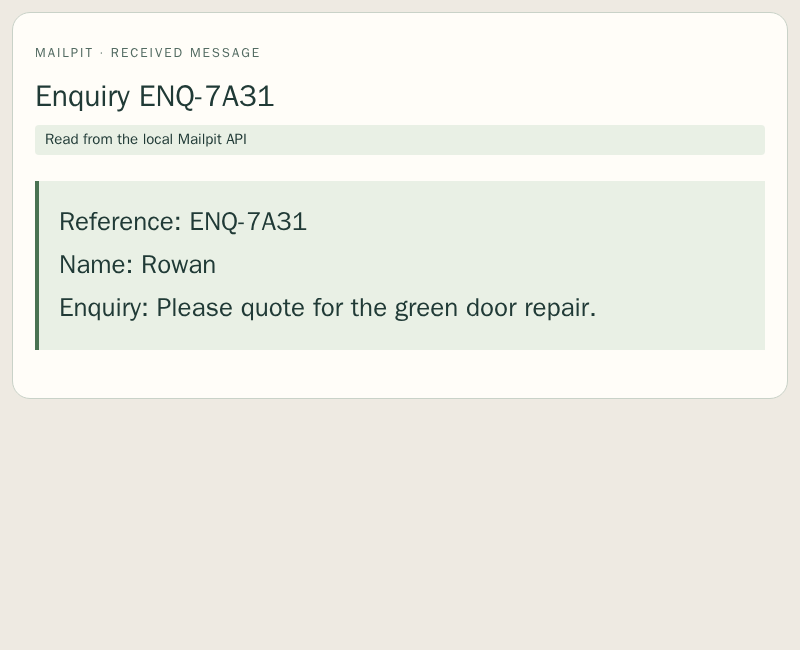 MAILPIT · RECEIVED MESSAGE
Enquiry ENQ-7A31
Read from the local Mailpit API
Reference: ENQ-7A31
Name: Rowan
Enquiry: Please quote for the green door repair.